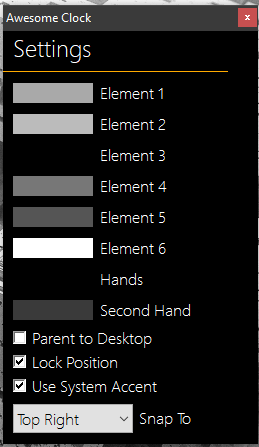 Awesome Clock
Settings
Element 1
Element 2
Element 3
Element 4
Element 5
Element 6
Hands
Second Hand
Parent to Desktop
Lock Position
Use System Accent
Top Right Snap To